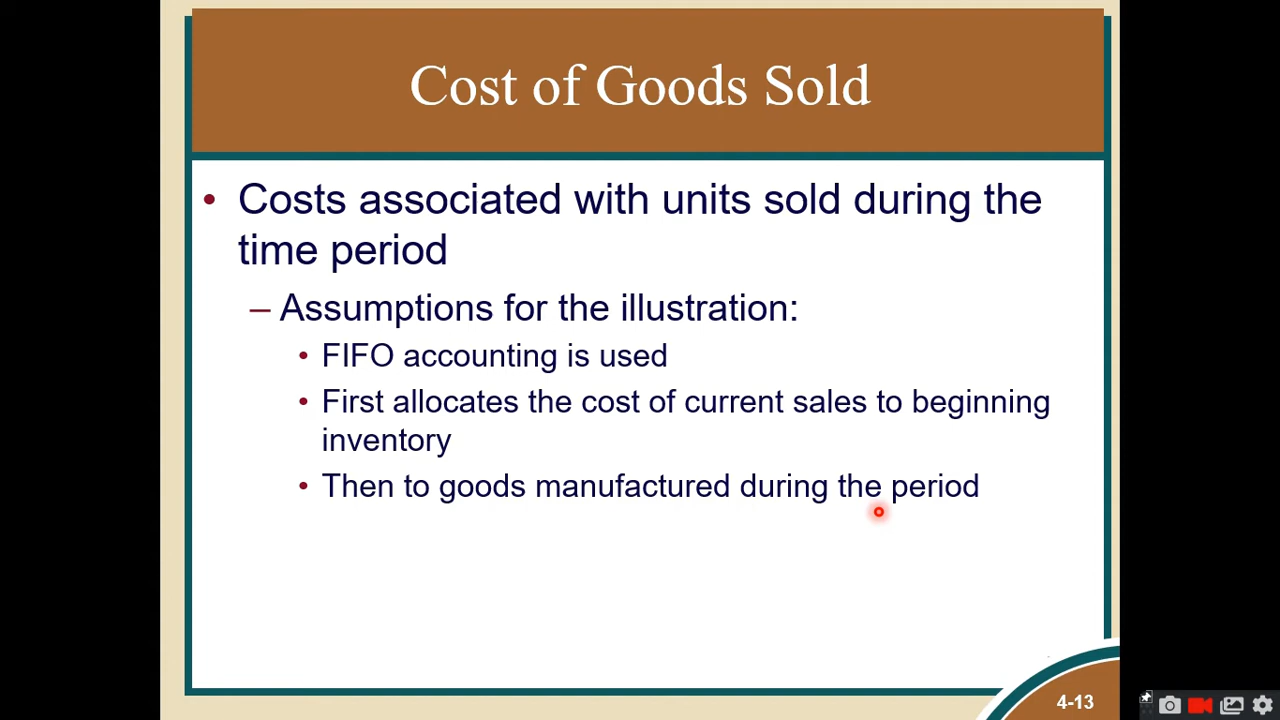 Cost of Goods Sold
• Costs associated with units sold during the
time period
– Assumptions for the illustration:
• FIFO accounting is used
• First allocates the cost of current sales to beginning
inventory
• Then to goods manufactured during the period
4-13